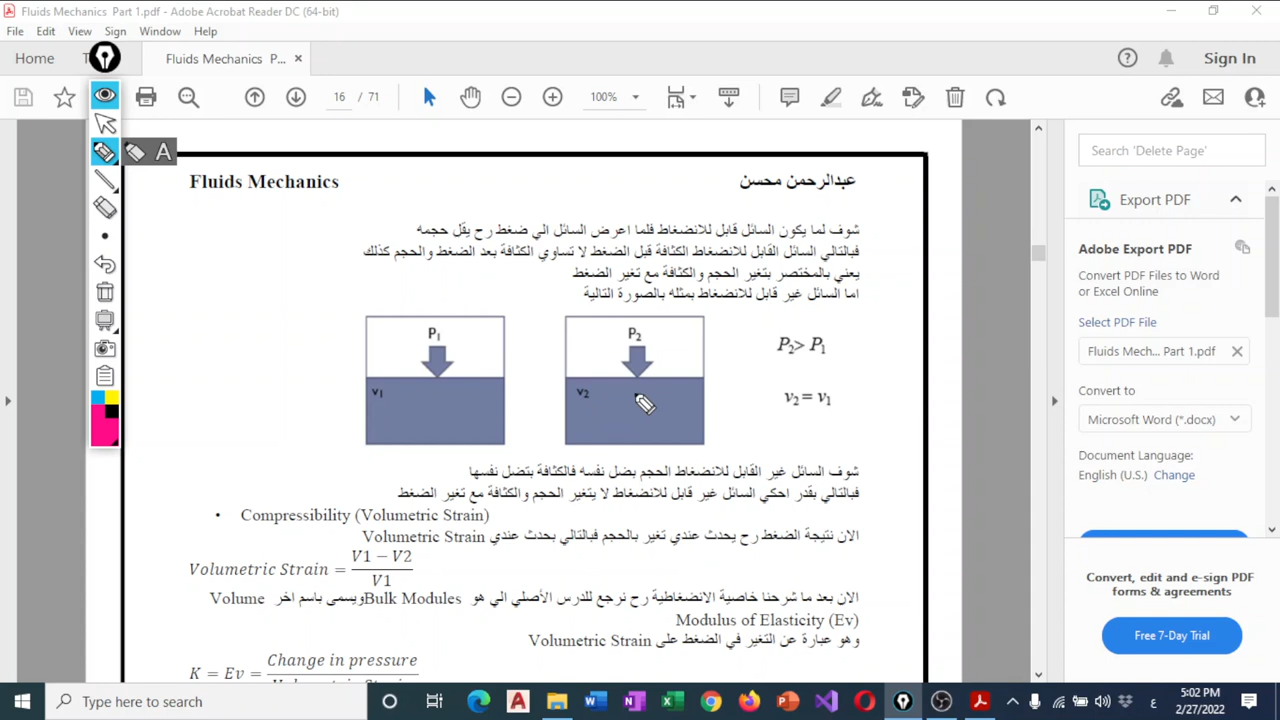 Fluids Mechanics  Part 1.pdf - Adobe Acrobat Reader DC (64-bit)
File Edit View Sign Window Help
Home
Fluids Mechanics P... ×
Sign In
16 / 71
100%
A
Fluids Mechanics
عبدالرحمن محسن
شوف لما يكون السائل قابل للانضغاط فلما اعرض السائل الي ضغط رح يقل حجمه
فبالتالي السائل القابل للانضغاط الكثافة قبل الضغط لا تساوي الكثافة بعد الضغط والحجم كذلك
يعني بالمختصر بتغير الحجم والكثافة مع تغير الضغط
اما السائل غير قابل للانضغاط بمثله بالصورة التالية
P1
P2
P2> P1
v1
v2
v2 = v1
شوف السائل غير القابل للانضغاط الحجم بضل نفسه فالكثافة بتضل نفسها
فبالتالي بقدر احكي السائل غير قابل للانضغاط لا يتغير الحجم والكثافة مع تغير الضغط
• Compressibility (Volumetric Strain)
الان نتيجة الضغط رح يحدث عندي تغير بالحجم فبالتالي بحدث عندي Volumetric Strain
Volumetric Strain = V1 − V2 / V1
الان بعد ما شرحنا خاصية الانضغاطية رح نرجع للدرس الأصلي الي هو Bulk Modules ويسمى باسم اخر Volume
Modulus of Elasticity (Ev)
وهو عبارة عن التغير في الضغط على Volumetric Strain
K = Ev = Change in pressure
Search 'Delete Page'
Export PDF
Adobe Export PDF
Convert PDF Files to Word
or Excel Online
Select PDF File
Fluids Mech... Part 1.pdf
Convert to
Microsoft Word (*.docx)
Document Language:
English (U.S.) Change
Convert, edit and e-sign PDF
forms & agreements
Free 7-Day Trial
Type here to search
ع
5:02 PM
2/27/2022